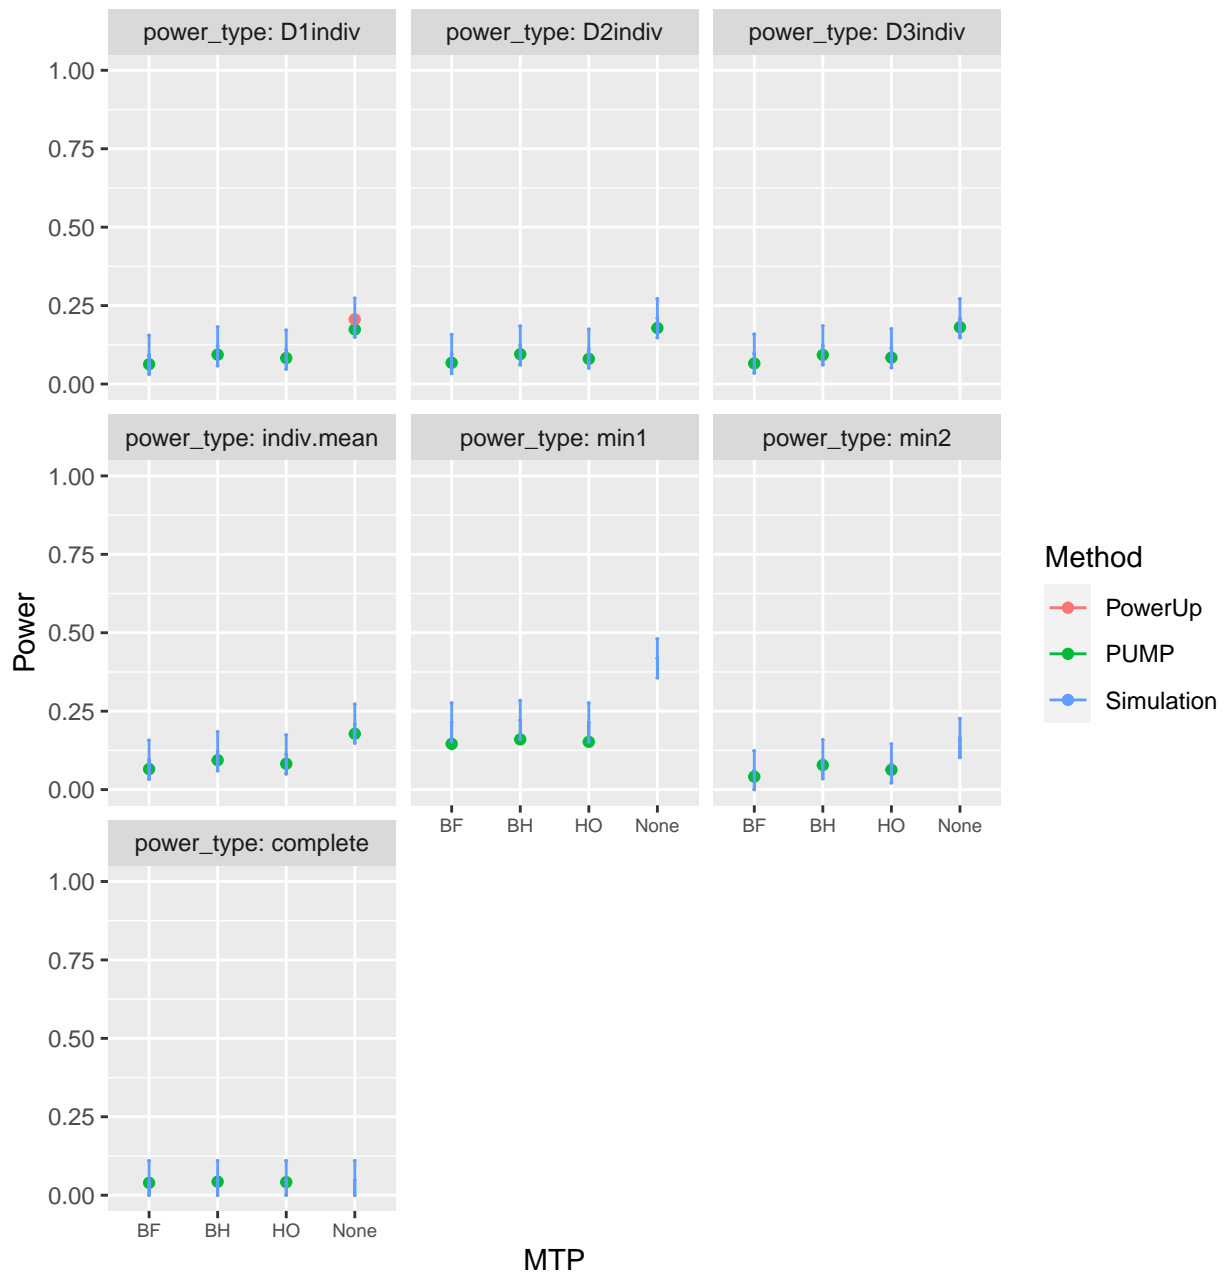 power_type: D1indiv
power_type: D2indiv
power_type: D3indiv
1.00
0.75
0.50
0.25
0.00
power_type: indiv.mean
power_type: min1
power_type: min2
1.00
0.75
0.50
0.25
0.00
BF BH HO None
BF BH HO None
power_type: complete
1.00
0.75
0.50
0.25
0.00
BF BH HO None
MTP
Power
Method
PowerUp
PUMP
Simulation